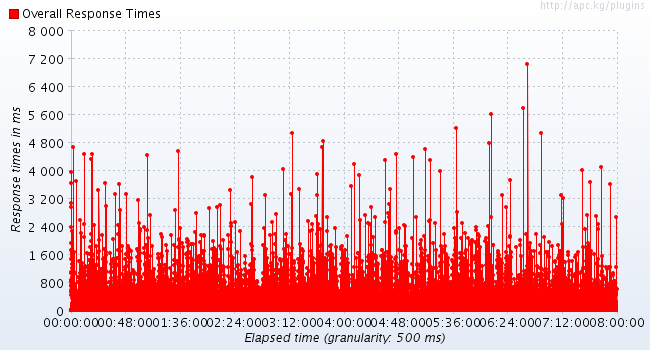 http://apc.kg/plugins
Overall Response Times
8 000
7 200
6 400
5 600
4 800
4 000
3 200
2 400
1 600
800
0
Response times in ms
00:00:00 00:48:00 01:36:00 02:24:00 03:12:00 04:00:00 04:48:00 05:36:00 06:24:00 07:12:00 08:00:00
Elapsed time (granularity: 500 ms)